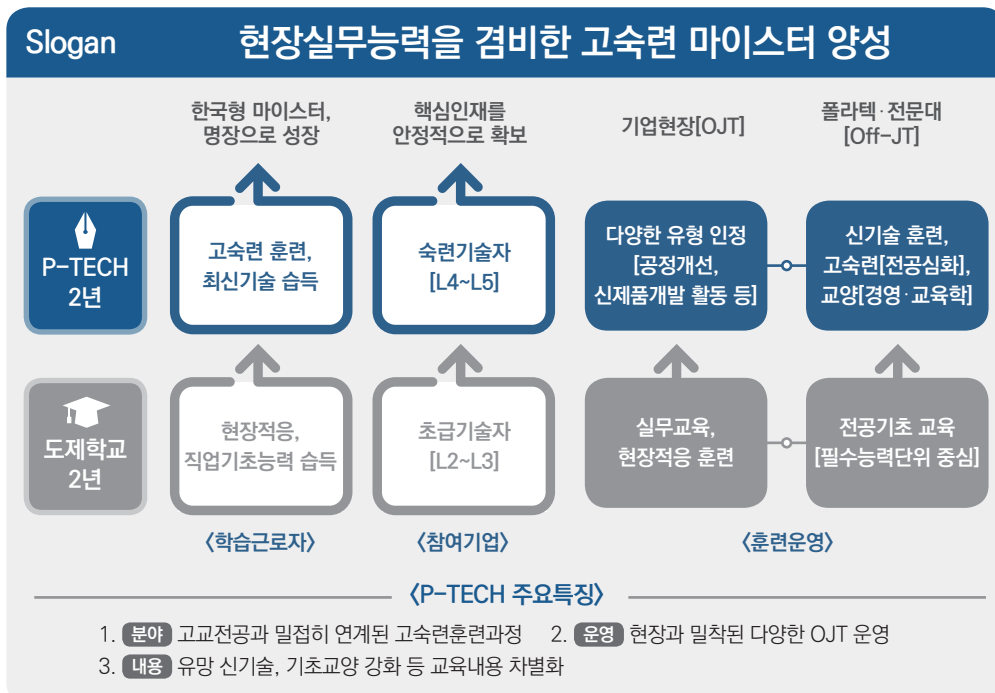 Slogan 현장실무능력을 겸비한 고숙련 마이스터 양성
한국형 마이스터,
명장으로 성장
핵심인재를
안정적으로 확보
기업현장[OJT]
폴라텍·전문대
[Off-JT]
P-TECH
2년
고숙련 훈련,
최신기술 습득
숙련기술자
[L4~L5]
다양한 유형 인정
[공정개선,
신제품개발 활동 등]
신기술 훈련,
고숙련[전공심화],
교양[경영·교육학]
도제학교
2년
현장적응,
직업기초능력 습득
초급기술자
[L2~L3]
실무교육,
현장적응 훈련
전공기초 교육
[필수능력단위 중심]
〈학습근로자〉
〈참여기업〉
〈훈련운영〉
〈P-TECH 주요특징〉
1. 분야 고교전공과 밀접히 연계된 고숙련훈련과정 2. 운영 현장과 밀착된 다양한 OJT 운영
3. 내용 유망 신기술, 기초교양 강화 등 교육내용 차별화